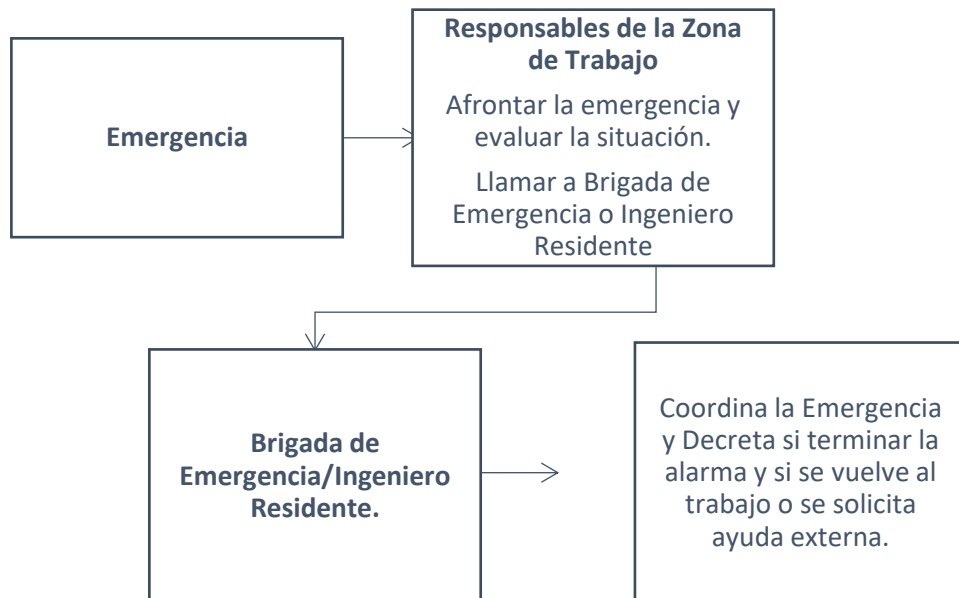 Emergencia
Responsables de la Zona
de Trabajo
Afrontar la emergencia y
evaluar la situación.
Llamar a Brigada de
Emergencia o Ingeniero
Residente
Brigada de
Emergencia/Ingeniero
Residente.
Coordina la Emergencia
y Decreta si terminar la
alarma y si se vuelve al
trabajo o se solicita
ayuda externa.